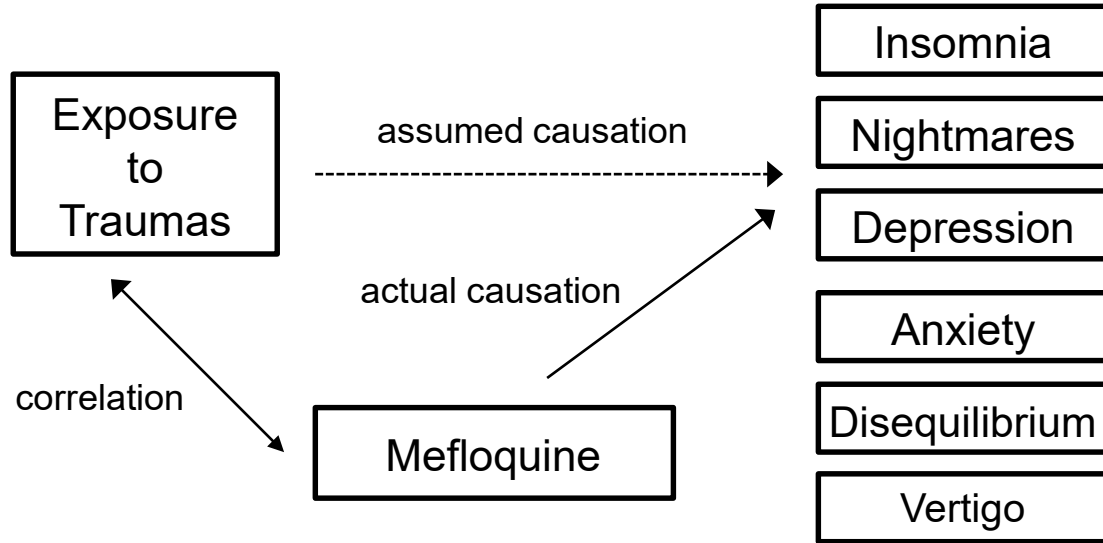 Exposure
to
Traumas
assumed causation
actual causation
correlation
Mefloquine
Insomnia
Nightmares
Depression
Anxiety
Disequilibrium
Vertigo